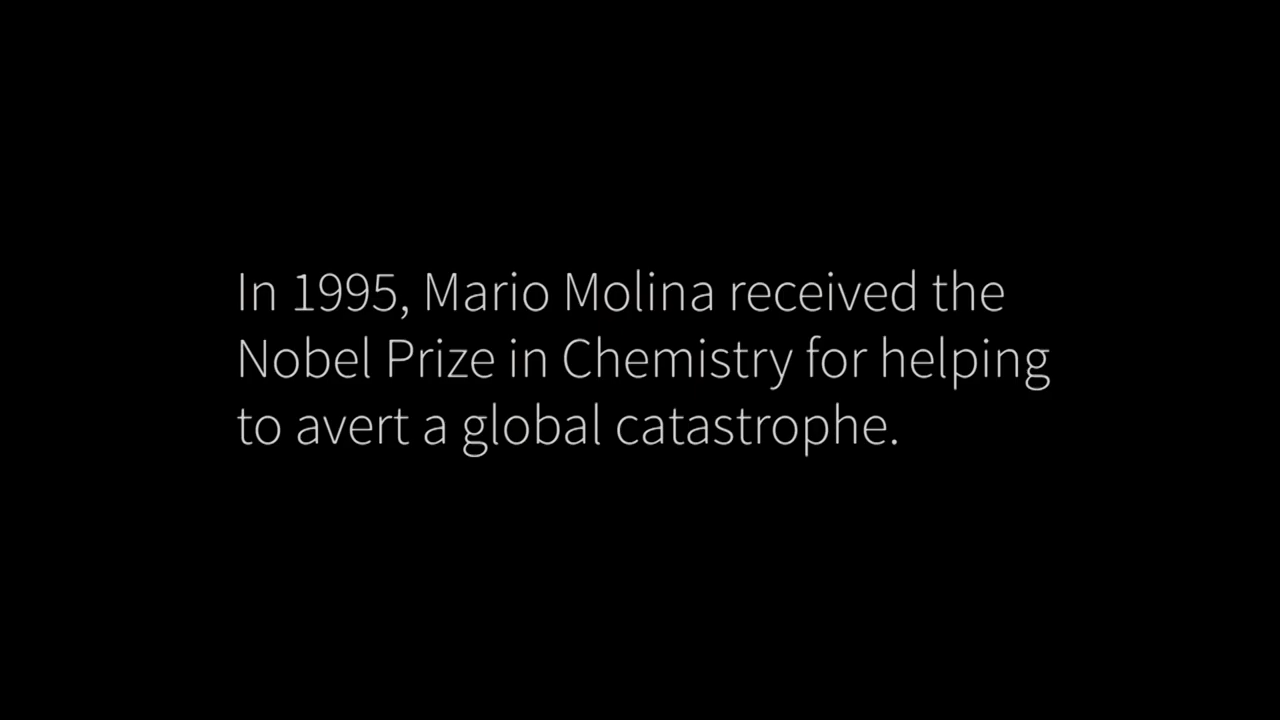 In 1995, Mario Molina received the
Nobel Prize in Chemistry for helping
to avert a global catastrophe.